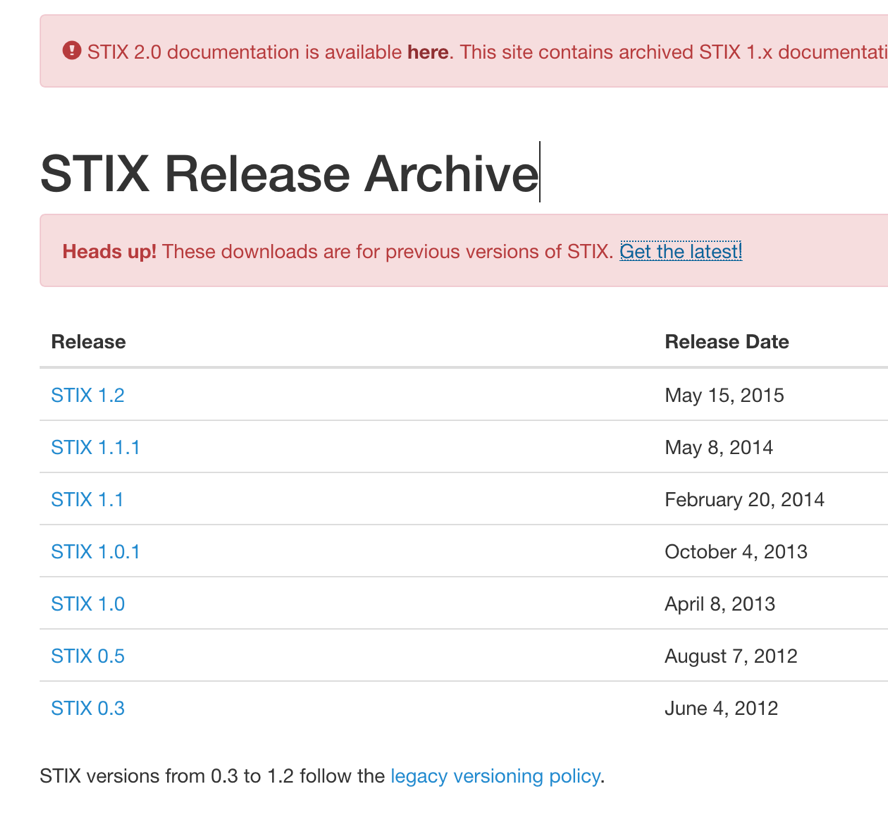 STIX 2.0 documentation is available here. This site contains archived STIX 1.x documentati
STIX Release Archive
Heads up! These downloads are for previous versions of STIX. Get the latest!
Release Release Date
STIX 1.2 May 15, 2015
STIX 1.1.1 May 8, 2014
STIX 1.1 February 20, 2014
STIX 1.0.1 October 4, 2013
STIX 1.0 April 8, 2013
STIX 0.5 August 7, 2012
STIX 0.3 June 4, 2012
STIX versions from 0.3 to 1.2 follow the legacy versioning policy.